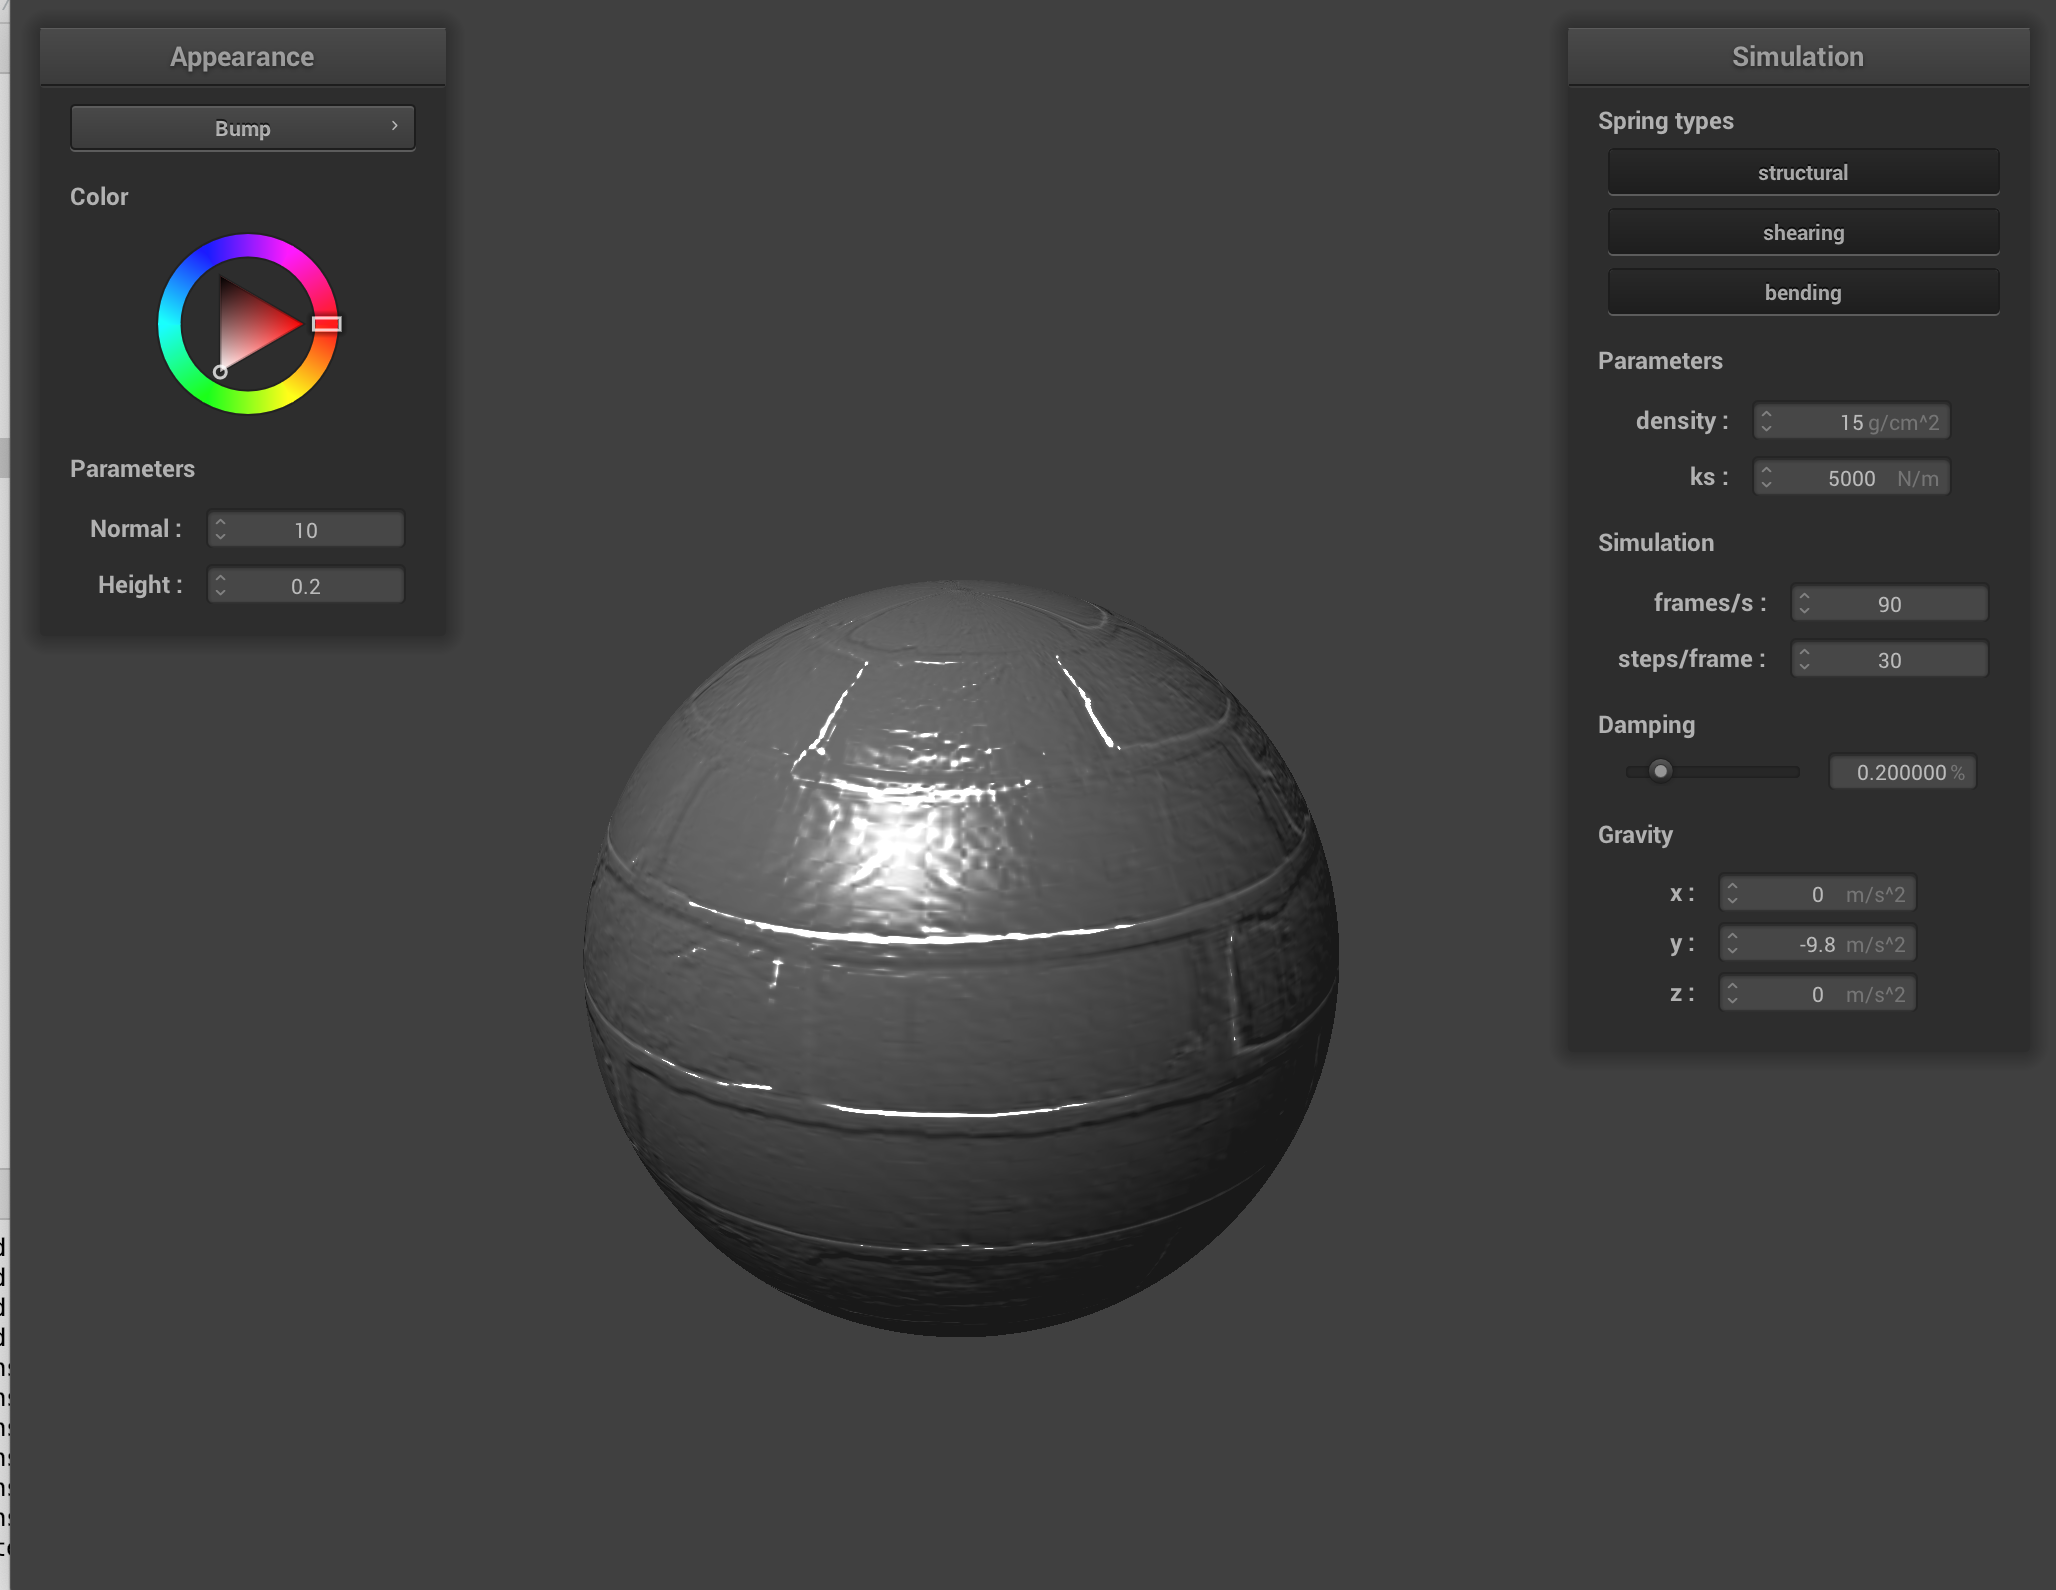 Appearance
Bump
Color
Parameters
Normal : 10
Height : 0.2
Simulation
Spring types
structural
shearing
bending
Parameters
density : 15 g/cm^2
ks : 5000 N/m
Simulation
frames/s : 90
steps/frame : 30
Damping
0.200000 %
Gravity
x : 0 m/s^2
y : -9.8 m/s^2
z : 0 m/s^2